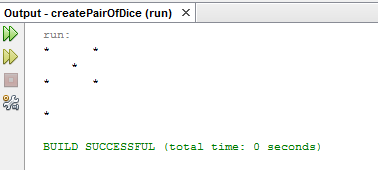 Output - createPairOfDice (run)
run:
*     *
    *
*     *
*
BUILD SUCCESSFUL (total time: 0 seconds)